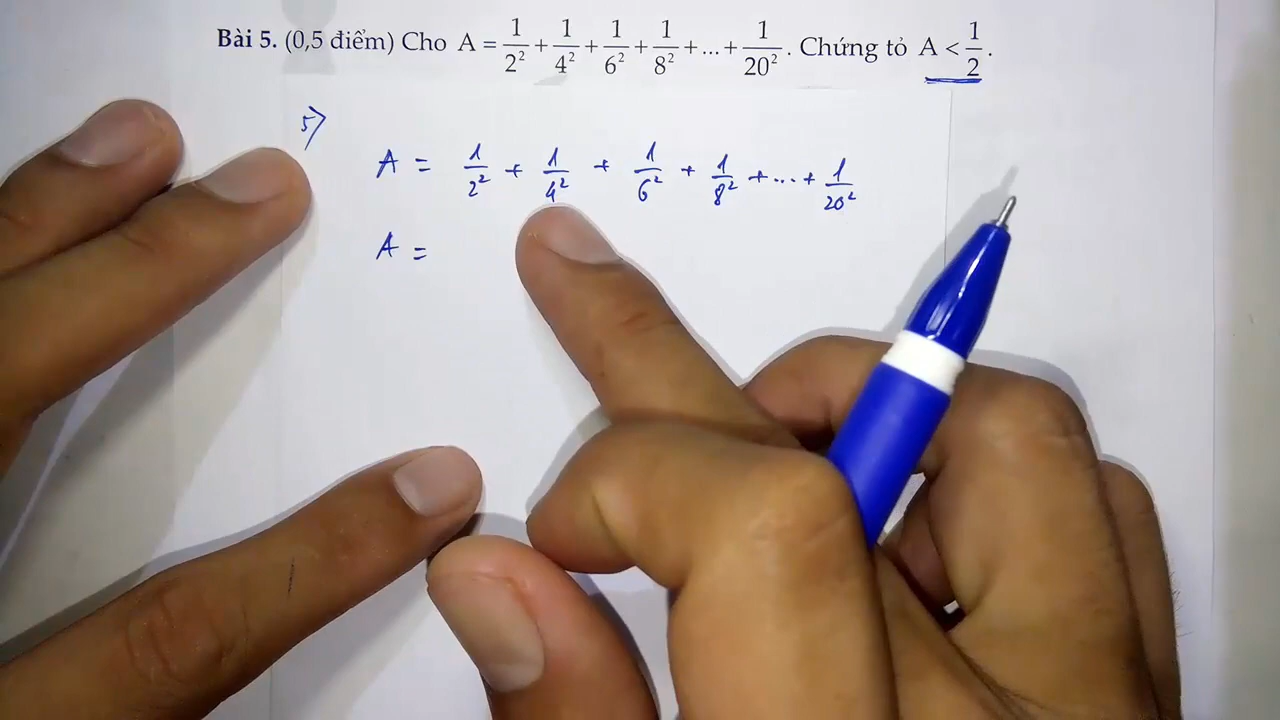 Bài 5. (0,5 điểm) Cho A = 1/2² + 1/4² + 1/6² + 1/8² + ... + 1/20². Chứng tỏ A < 1/2.
5)
A = 1/2² + 1/4² + 1/6² + 1/8² + ... + 1/20²
A =